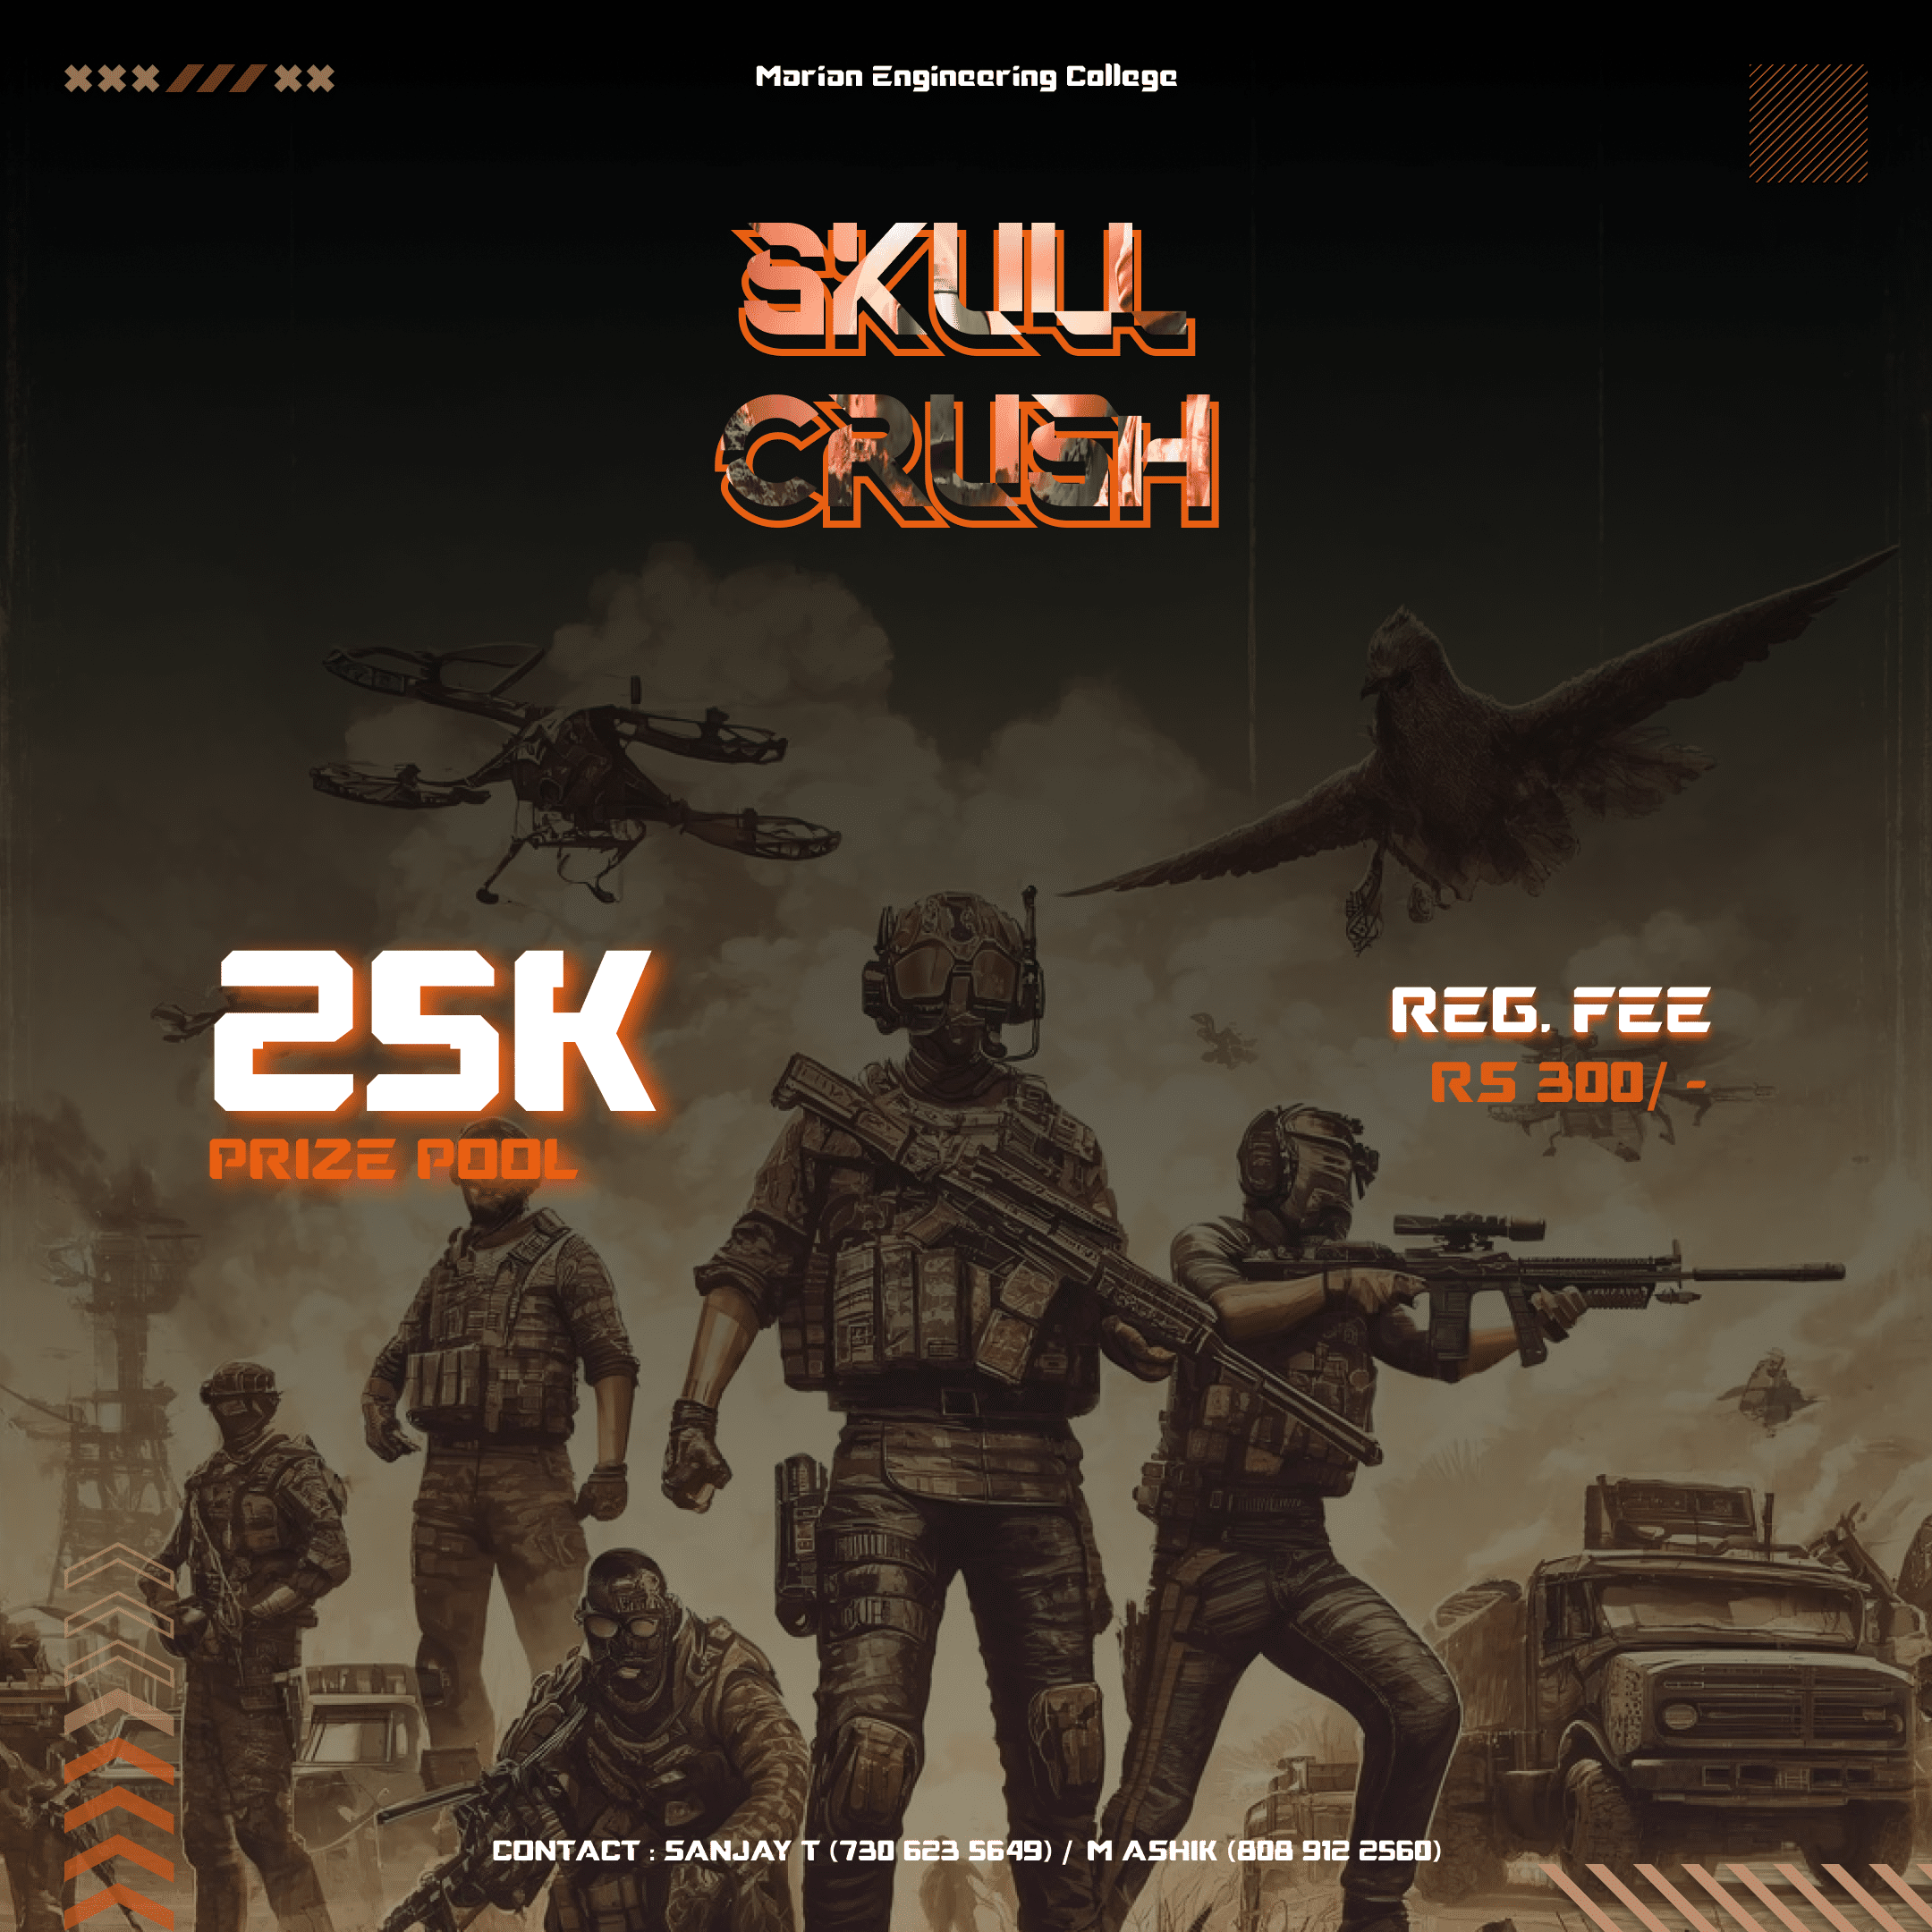 Marian Engineering College
SKULL
CRUSH
25K
PRIZE POOL
REG. FEE
RS 300/ -
CONTACT : SANJAY T (730 623 5649) / M ASHIK (808 912 2560)